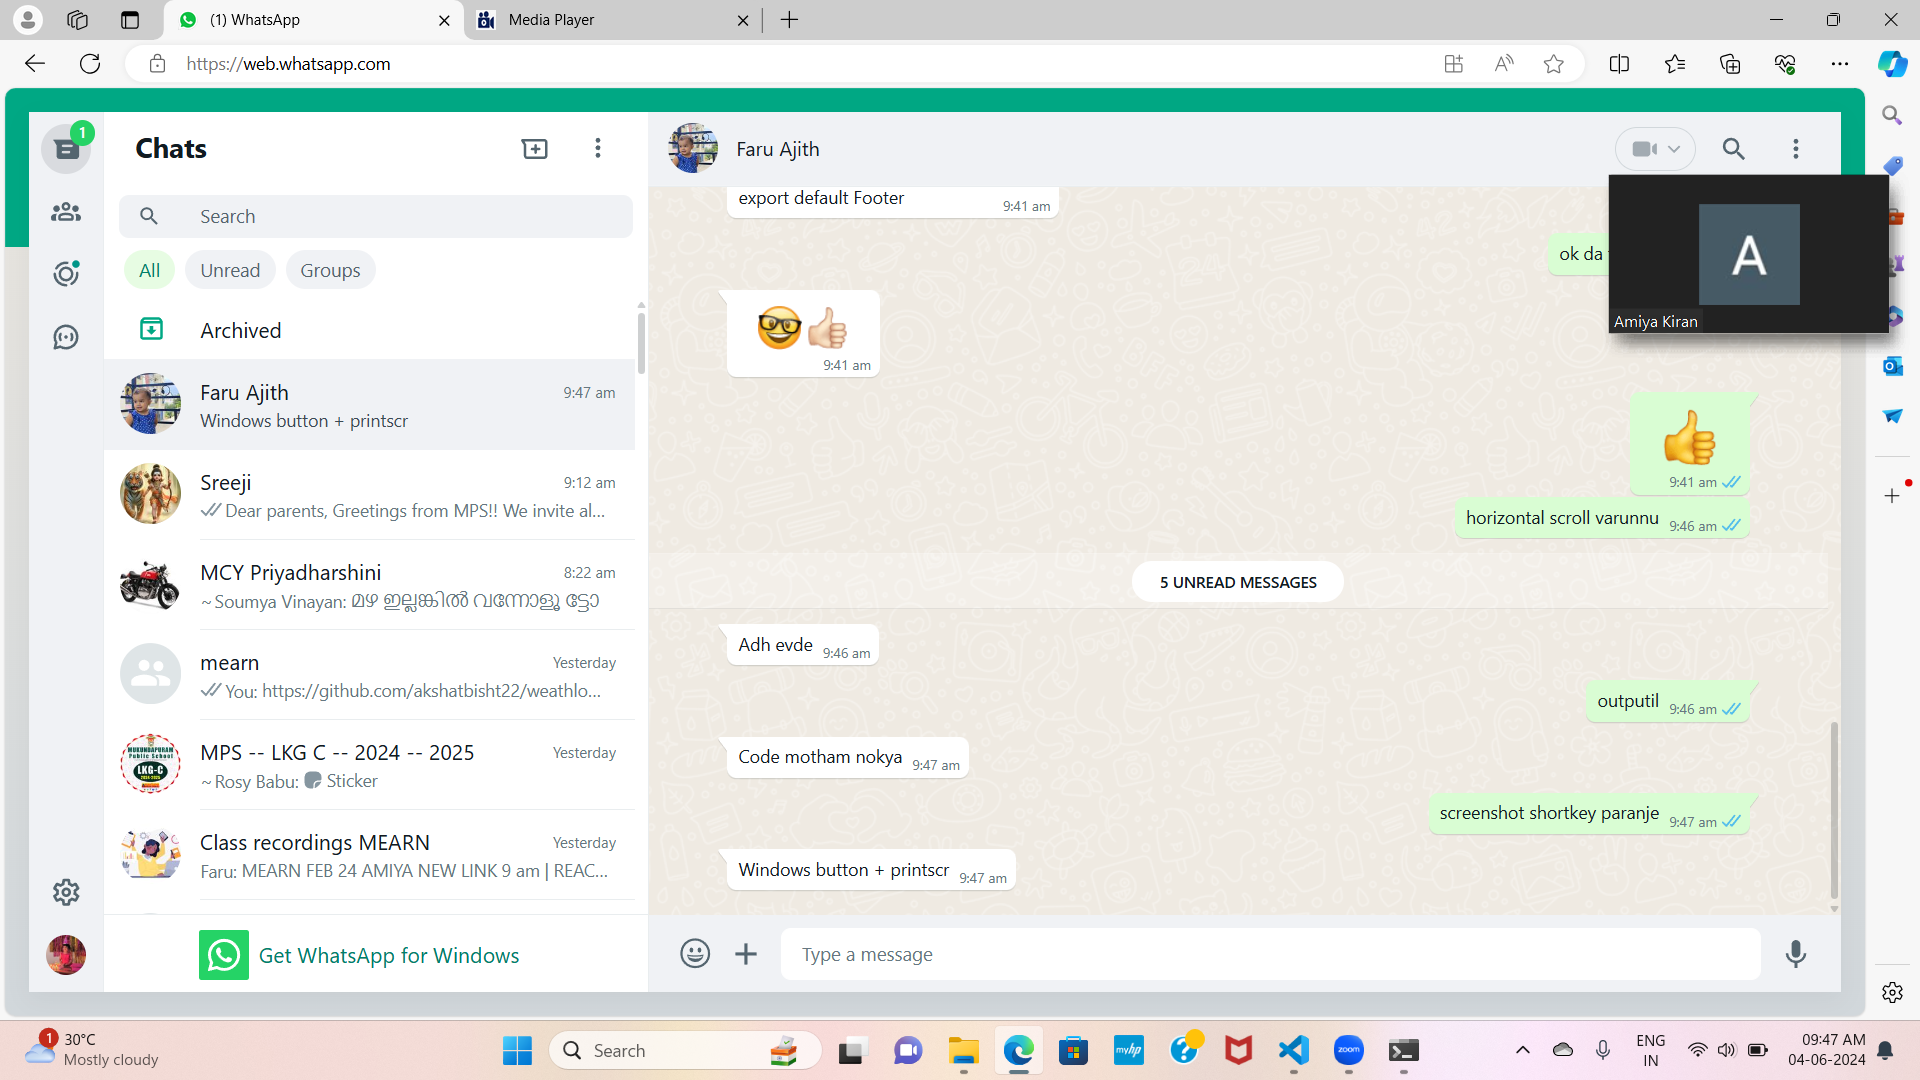 (1) WhatsApp
Media Player
https://web.whatsapp.com
1
Chats
Search
All
Unread
Groups
Archived
Faru Ajith
9:47 am
Windows button + printscr
Sreeji
9:12 am
Dear parents, Greetings from MPS!! We invite al...
MCY Priyadharshini
8:22 am
~ Soumya Vinayan: മഴ ഇല്ലങ്കിൽ വന്നോളൂ ട്ടോ
mearn
Yesterday
You: https://github.com/akshatbisht22/weathlo...
MPS -- LKG C -- 2024 -- 2025
Yesterday
~ Rosy Babu: Sticker
Class recordings MEARN
Yesterday
Faru: MEARN FEB 24 AMIYA NEW LINK 9 am | REAC...
Get WhatsApp for Windows
Faru Ajith
export default Footer
9:41 am
ok da
A
Amiya Kiran
9:41 am
9:41 am
horizontal scroll varunnu 9:46 am
5 UNREAD MESSAGES
Adh evde 9:46 am
outputil 9:46 am
Code motham nokya 9:47 am
screenshot shortkey paranje 9:47 am
Windows button + printscr 9:47 am
Type a message
1
30°C
Mostly cloudy
Search
myhp
zoom
ENG
IN
09:47 AM
04-06-2024